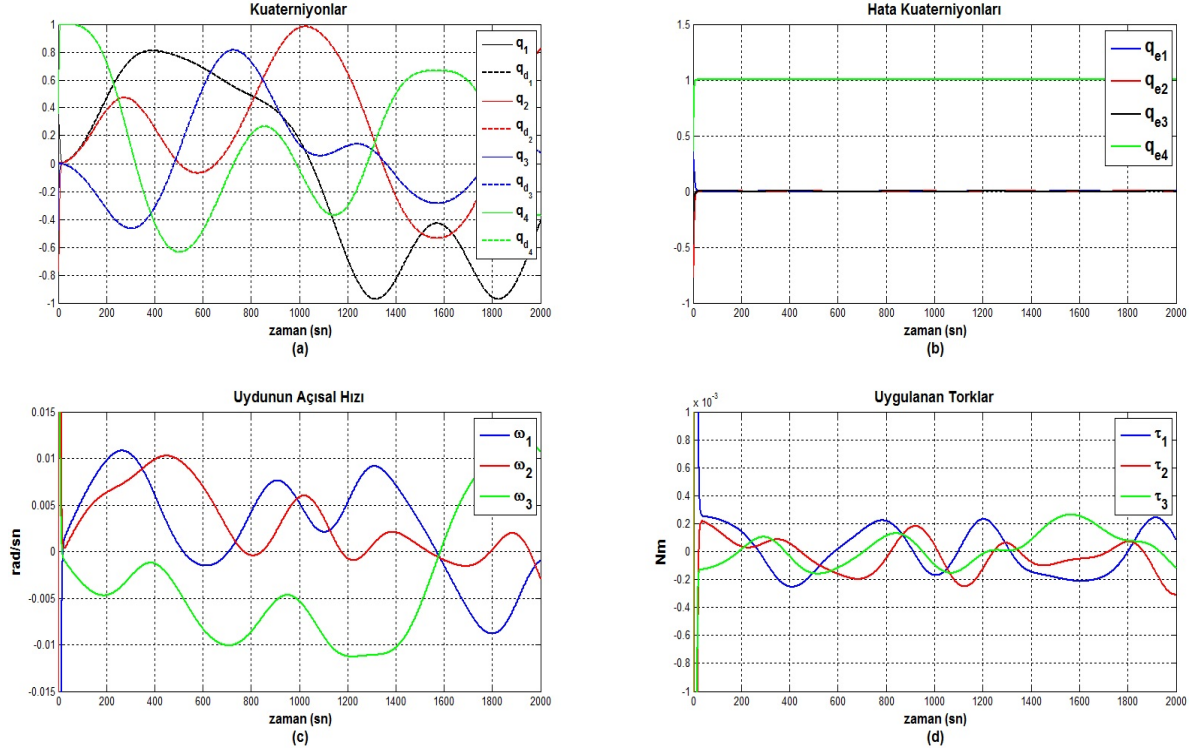 Kuaterniyonlar
1
0.8
0.6
0.4
0.2
0
-0.2
-0.4
-0.6
-0.8
-1
0 200 400 600 800 1000 1200 1400 1600 1800 2000
q1
qd1
q2
qd2
q3
qd3
q4
qd4
zaman (sn)
(a)
Hata Kuaterniyonları
1.5
1
0.5
0
-0.5
-1
0 200 400 600 800 1000 1200 1400 1600 1800 2000
qe1
qe2
qe3
qe4
zaman (sn)
(b)
Uydunun Açısal Hızı
rad/sn
0.015
0.01
0.005
0
-0.005
-0.01
-0.015
0 200 400 600 800 1000 1200 1400 1600 1800 2000
ω1
ω2
ω3
zaman (sn)
(c)
Uygulanan Torklar
x 10-3
Nm
1
0.8
0.6
0.4
0.2
0
-0.2
-0.4
-0.6
-0.8
-1
0 200 400 600 800 1000 1200 1400 1600 1800 2000
τ1
τ2
τ3
zaman (sn)
(d)